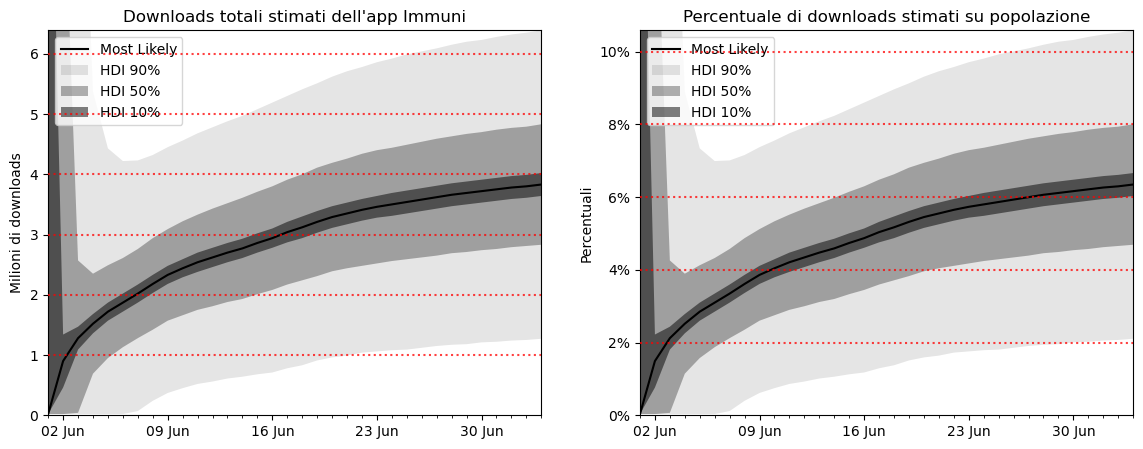 Downloads totali stimati dell'app Immuni
Most Likely
HDI 90%
HDI 50%
HDI 10%
Milioni di downloads
6
5
4
3
2
1
0
02 Jun
09 Jun
16 Jun
23 Jun
30 Jun
Percentuale di downloads stimati su popolazione
Most Likely
HDI 90%
HDI 50%
HDI 10%
Percentuali
10%
8%
6%
4%
2%
0%
02 Jun
09 Jun
16 Jun
23 Jun
30 Jun